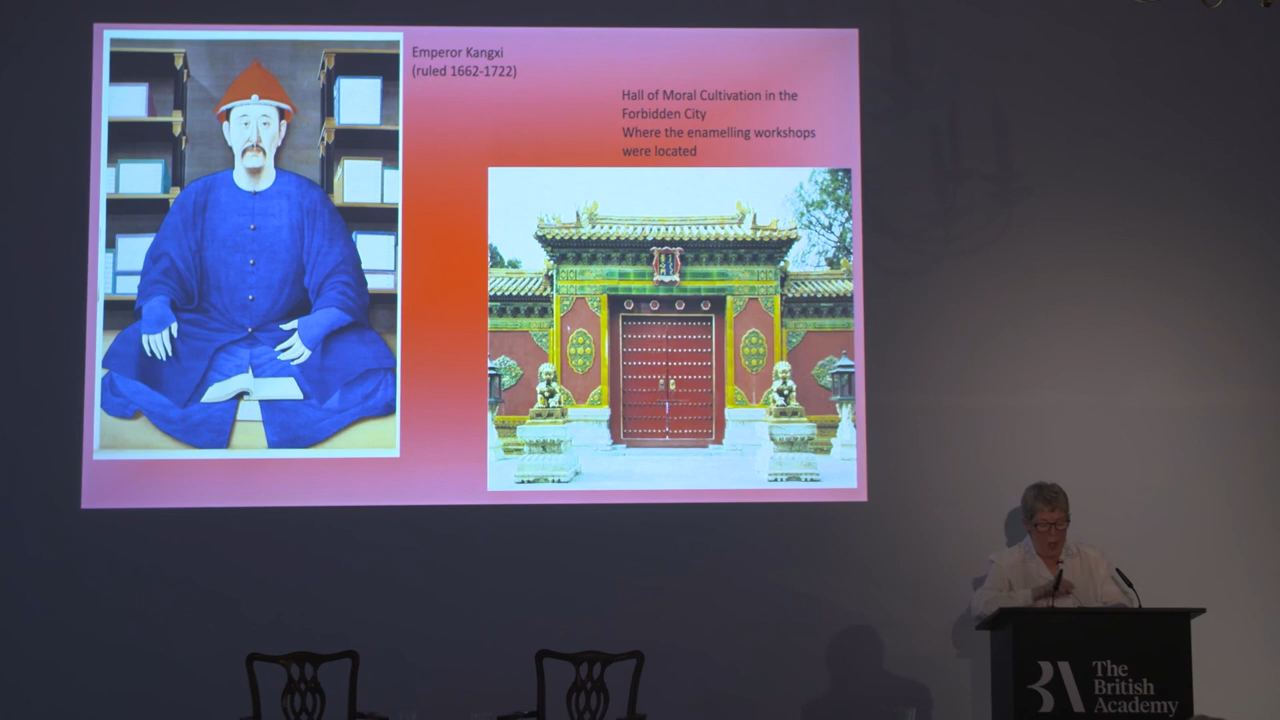 Emperor Kangxi
(ruled 1662-1722)
Hall of Moral Cultivation in the
Forbidden City
Where the enamelling workshops
were located
The
British
Academy